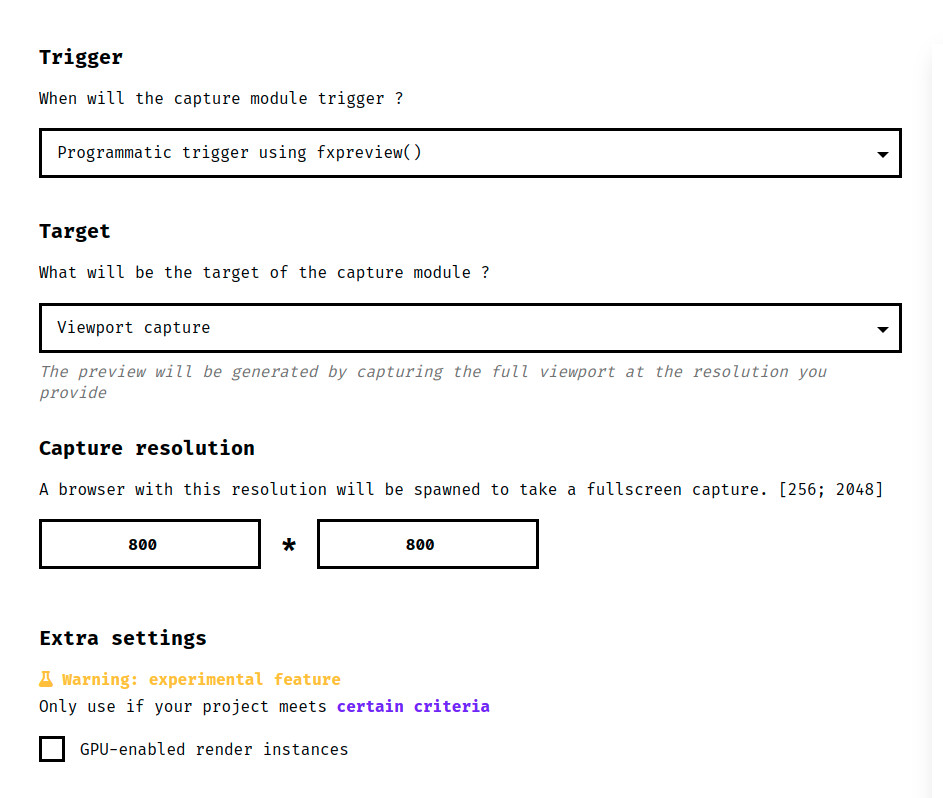 Trigger
When will the capture module trigger ?
Programmatic trigger using fxpreview()
Target
What will be the target of the capture module ?
Viewport capture
The preview will be generated by capturing the full viewport at the resolution you
provide
Capture resolution
A browser with this resolution will be spawned to take a fullscreen capture. [256; 2048]
800 * 800
Extra settings
Warning: experimental feature
Only use if your project meets certain criteria
GPU-enabled render instances